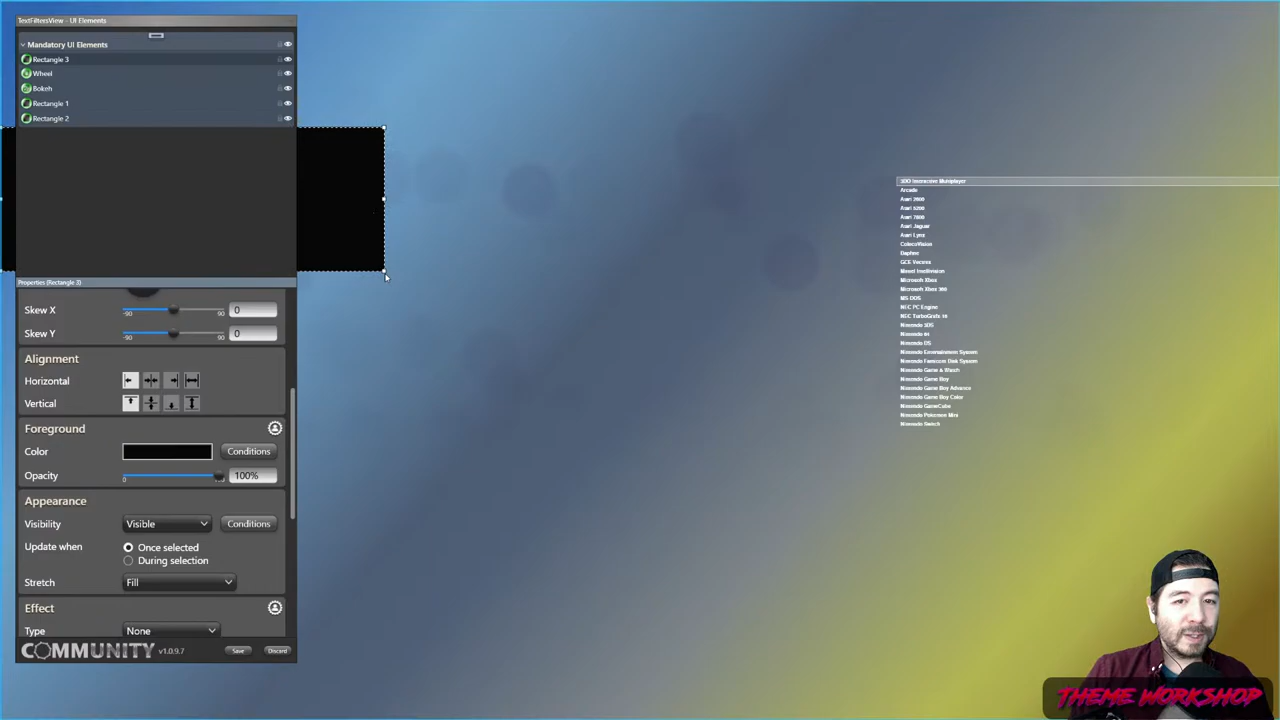 TextFiltersView - UI Elements
Mandatory UI Elements
Rectangle 3
Wheel
Bokeh
Rectangle 1
Rectangle 2
Properties (Rectangle 3)
Skew X
-90
90
0
Skew Y
-90
90
0
Alignment
Horizontal
Vertical
Foreground
Color
Conditions
Opacity
0
100%
Appearance
Visibility
Visible
Conditions
Update when
Once selected
During selection
Stretch
Fill
Effect
Type
None
COMMUNITY v1.0.9.7
Save
Discard
3DO Interactive Multiplayer
Arcade
Atari 2600
Atari 5200
Atari 7800
Atari Jaguar
Atari Lynx
ColecoVision
Daphne
GCE Vectrex
Mattel Intellivision
Microsoft Xbox
Microsoft Xbox 360
MS-DOS
NEC PC Engine
NEC TurboGrafx-16
Nintendo 3DS
Nintendo 64
Nintendo DS
Nintendo Entertainment System
Nintendo Famicom Disk System
Nintendo Game & Watch
Nintendo Game Boy
Nintendo Game Boy Advance
Nintendo Game Boy Color
Nintendo GameCube
Nintendo Pokemon Mini
Nintendo Switch
THEME WORKSHOP